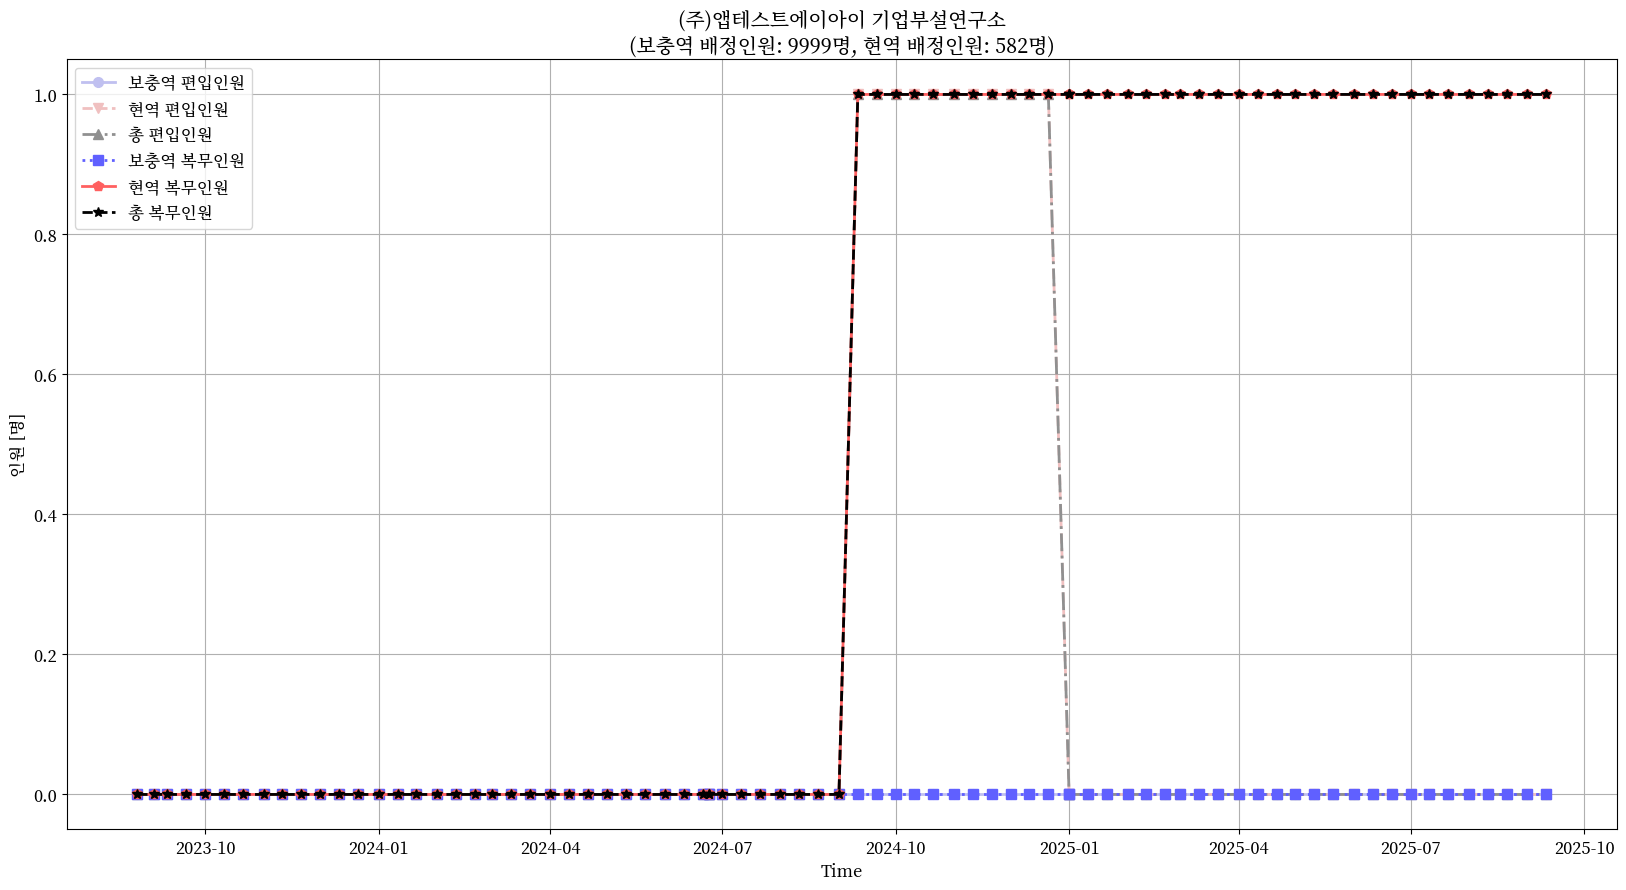 (주)앱테스트에이아이 기업부설연구소
(보충역 배정인원: 9999명, 현역 배정인원: 582명)
보충역 편입인원
현역 편입인원
총 편입인원
보충역 복무인원
현역 복무인원
총 복무인원
인원 [명]
1.0
0.8
0.6
0.4
0.2
0.0
2023-10
2024-01
2024-04
2024-07
2024-10
2025-01
2025-04
2025-07
2025-10
Time